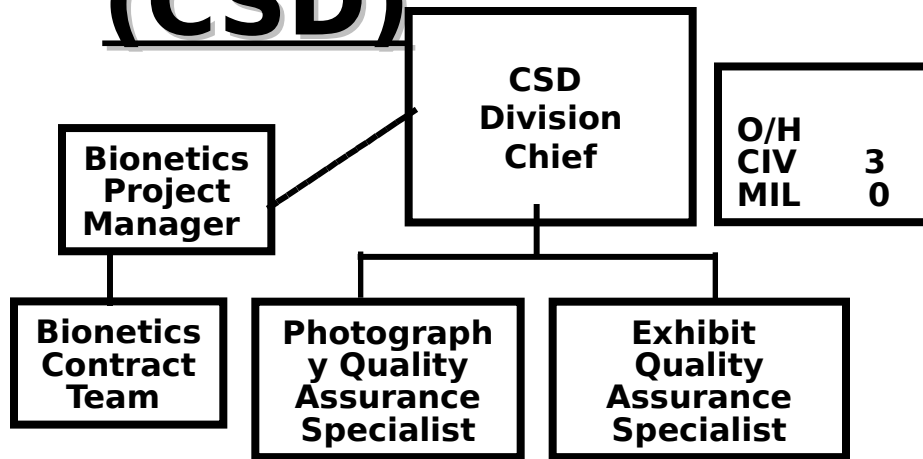 (CSD)
CSD
Division
Chief
O/H
CIV 3
MIL 0
Bionetics
Project
Manager
Bionetics
Contract
Team
Photograph
y Quality
Assurance
Specialist
Exhibit
Quality
Assurance
Specialist